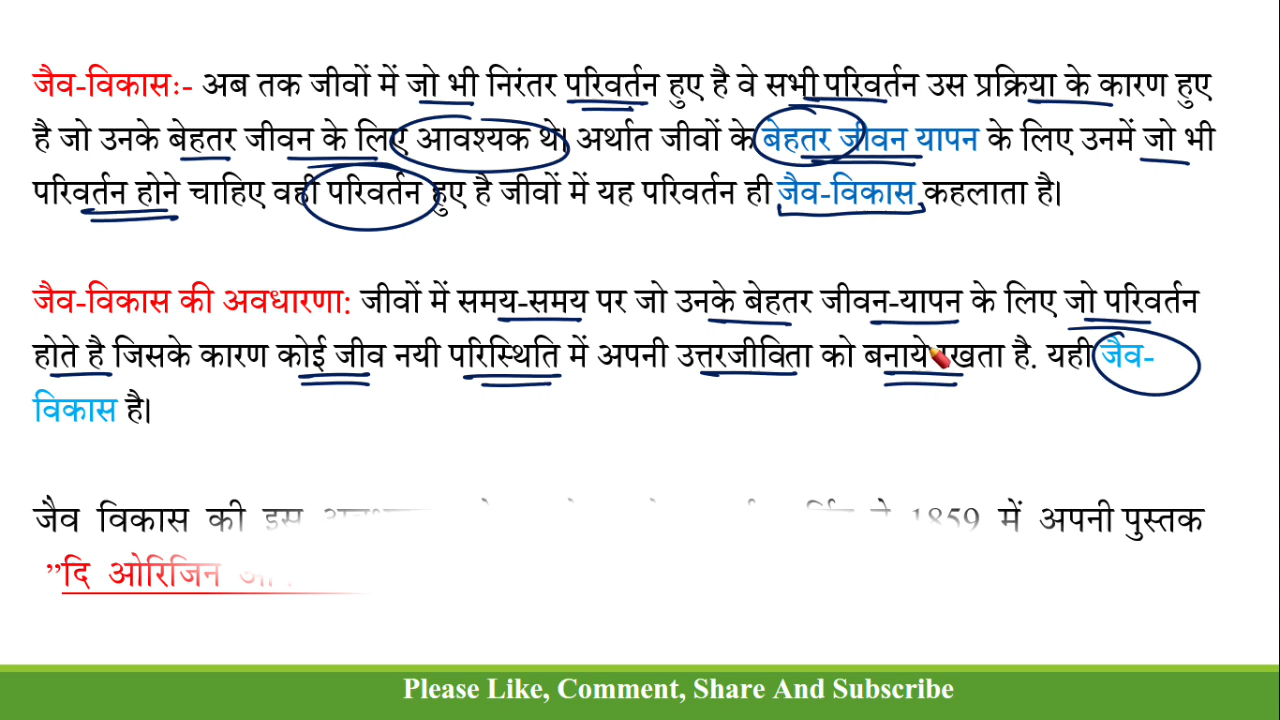 जैव-विकासः- अब तक जीवों में जो भी निरंतर परिवर्तन हुए है वे सभी परिवर्तन उस प्रक्रिया के कारण हुए
है जो उनके बेहतर जीवन के लिए आवश्यक थे। अर्थात जीवों के बेहतर जीवन यापन के लिए उनमें जो भी
परिवर्तन होने चाहिए वही परिवर्तन हुए है जीवों में यह परिवर्तन ही जैव-विकास कहलाता है।
जैव-विकास की अवधारणा: जीवों में समय-समय पर जो उनके बेहतर जीवन-यापन के लिए जो परिवर्तन
होते है जिसके कारण कोई जीव नयी परिस्थिति में अपनी उत्तरजीविता को बनाये रखता है. यही जैव-
विकास है।
जैव विकास की इस 1859 में अपनी पुस्तक
”दि ओरिजिन
Please Like, Comment, Share And Subscribe